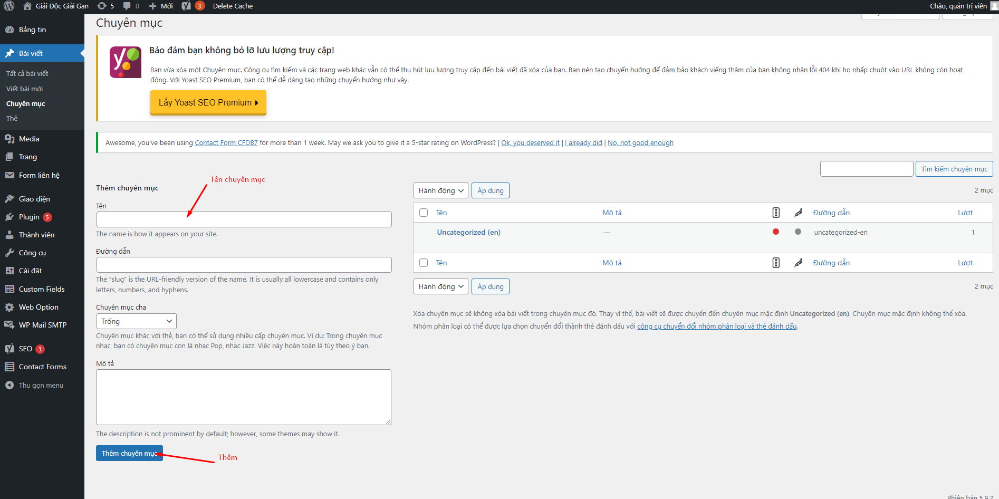 Giải Độc Giải Gan
5
0
Mới
3
Delete Cache
Chào, quản trị viên
Bảng tin
Bài viết
Tất cả bài viết
Viết bài mới
Chuyên mục
Thẻ
Media
Trang
Form liên hệ
Giao diện
Plugin 5
Thành viên
Công cụ
Cài đặt
Custom Fields
Web Option
WP Mail SMTP
SEO 3
Contact Forms
Thu gọn menu
Chuyên mục
Bảo đảm bạn không bỏ lỡ lưu lượng truy cập!
Bạn vừa xóa một Chuyên mục. Công cụ tìm kiếm và các trang web khác vẫn có thể thu hút lưu lượng truy cập đến bài viết đã xóa của bạn. Bạn nên tạo chuyển hướng để đảm bảo khách viếng thăm của bạn không nhận lỗi 404 khi họ nhấp chuột vào URL không còn hoạt
động. Với Yoast SEO Premium, bạn có thể dễ dàng tạo những chuyển hướng như vậy.
Lấy Yoast SEO Premium
Awesome, you've been using Contact Form CFDB7 for more than 1 week. May we ask you to give it a 5-star rating on WordPress? | Ok, you deserved it | I already did | No, not good enough
Tìm kiếm chuyên mục
Tên chuyên mục
Thêm chuyên mục
Tên
The name is how it appears on your site.
Đường dẫn
The “slug” is the URL-friendly version of the name. It is usually all lowercase and contains only
letters, numbers, and hyphens.
Chuyên mục cha
Trống
Chuyên mục khác với thẻ, bạn có thể sử dụng nhiều cấp chuyên mục. Ví dụ: Trong chuyên mục
nhạc, bạn có chuyên mục con là nhạc Pop, nhạc Jazz. Việc này hoàn toàn là tùy theo ý bạn.
Mô tả
The description is not prominent by default; however, some themes may show it.
Thêm chuyên mục
Thêm
Hành động
Áp dụng
2 mục
Tên Mô tả Đường dẫn Lượt
Uncategorized (en) — uncategorized-en 1
Tên Mô tả Đường dẫn Lượt
Hành động
Áp dụng
2 mục
Xóa chuyên mục sẽ không xóa bài viết trong chuyên mục đó. Thay vì thế, bài viết sẽ được chuyển đến chuyên mục mặc định Uncategorized (en). Chuyên mục mặc định không thể xóa.
Nhóm phân loại có thể được lựa chọn chuyển đổi thành thẻ đánh dấu với công cụ chuyển đổi nhóm phân loại và thẻ đánh dấu.
Phiên bản 5.9.2